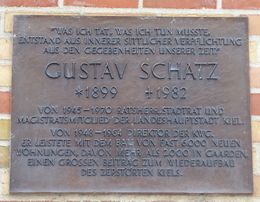 "WAS ICH TAT, WAS ICH TUN MUSSTE,
ENTSTAND AUS INNERER SITTLICHER VERPFLICHTUNG
AUS DEN GEGEBENHEITEN UNSERER ZEIT"
GUSTAV SCHATZ
*1899 +1982
VON 1945-1970 RATSHERR, STADTRAT UND
MAGISTRATSMITGLIED DER LANDESHAUPTSTADT KIEL.
VON 1948-1964 DIREKTOR DER KWG.
ER LEISTETE MIT DEM BAU VON FAST 6000 NEUEN
WOHNUNGEN, DAVON MEHR ALS 2000 IN GAARDEN,
EINEN GROSSEN BEITRAG ZUM WIEDERAUFBAU
DES ZERSTÖRTEN KIELS.